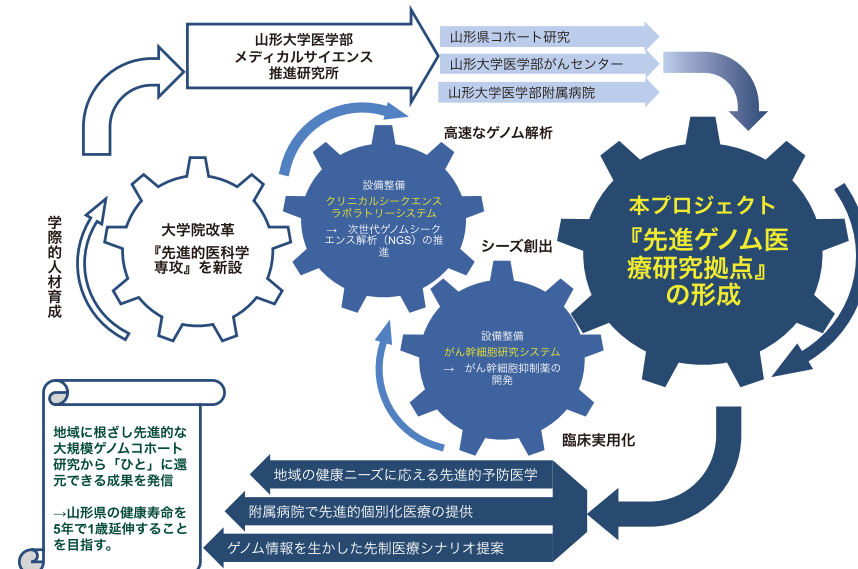 山形大学医学部
メディカルサイエンス
推進研究所
山形県コホート研究
山形大学医学部がんセンター
山形大学医学部附属病院
高速なゲノム解析
設備整備
クリニカルシークエンス
ラボラトリーシステム
→　次世代ゲノムシーク
エンス解析（NGS）の推
進
本プロジェクト
『先進ゲノム医
療研究拠点』
の形成
学際的人材育成
大学院改革
『先進的医科学
専攻』を新設
シーズ創出
設備整備
がん幹細胞研究システム
→　がん幹細胞抑制薬の
開発
臨床実用化
地域に根ざし先進的な
大規模ゲノムコホート
研究から「ひと」に還
元できる成果を発信
→山形県の健康寿命を
5年で1歳延伸すること
を目指す。
地域の健康ニーズに応える先進的予防医学
附属病院で先進的個別化医療の提供
ゲノム情報を生かした先制医療シナリオ提案